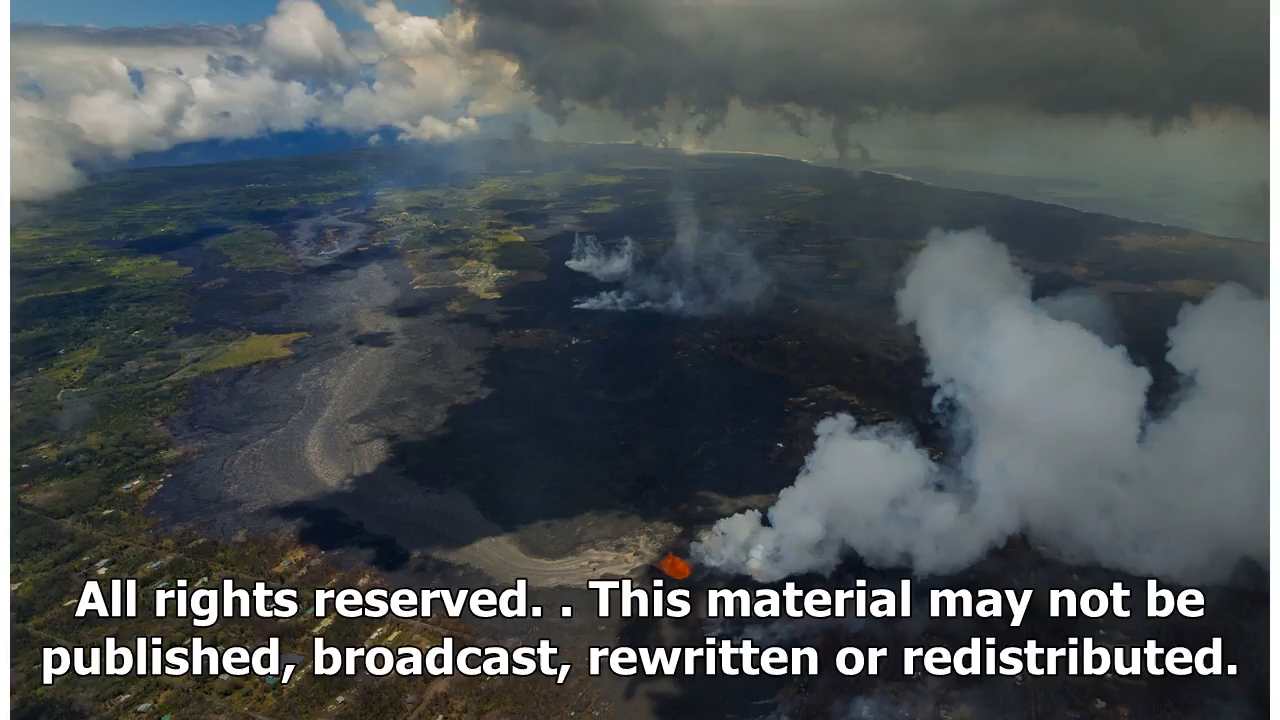 All rights reserved. . This material may not be
published, broadcast, rewritten or redistributed.